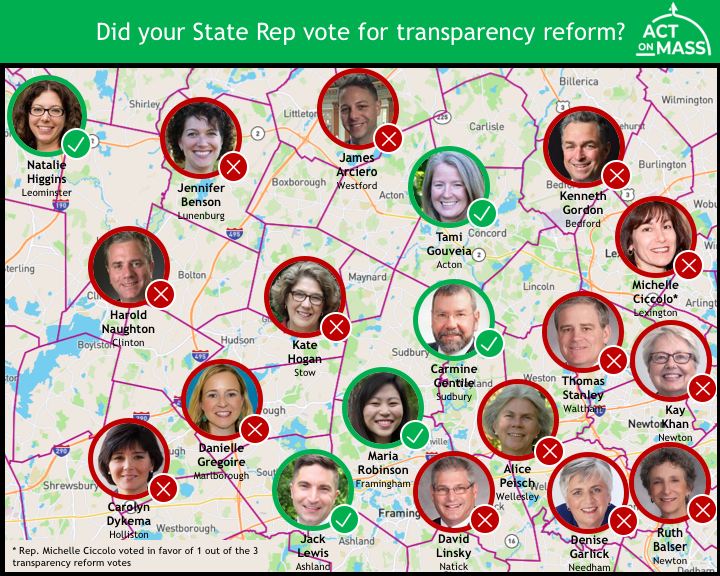 Did your State Rep vote for transparency reform?
ACT
ON MASS
Billerica
Wilmington
Shirley
Littleton
Carlisle
Burlington
Natalie
Higgins
Leominster
Jennifer
Benson
Lunenburg
James
Arciero
Westford
Kenneth
Gordon
Bedford
Boxborough
Acton
Concord
Tami
Gouveia
Acton
Michelle
Ciccolo*
Lexington
Bolton
Maynard
Lincoln
Harold
Naughton
Clinton
Kate
Hogan
Stow
Hudson
Sudbury
Weston
Carmine
Gentile
Sudbury
Thomas
Stanley
Waltham
Kay
Khan
Newton
Danielle
Gregoire
Marlborough
Maria
Robinson
Framingham
Alice
Peisch
Wellesley
Shrewsbury
Carolyn
Dykema
Holliston
Westborough
Jack
Lewis
Ashland
Ashland
David
Linsky
Natick
Denise
Garlick
Needham
Ruth
Balser
Newton
* Rep. Michelle Ciccolo voted in favor of 1 out of the 3
transparency reform votes